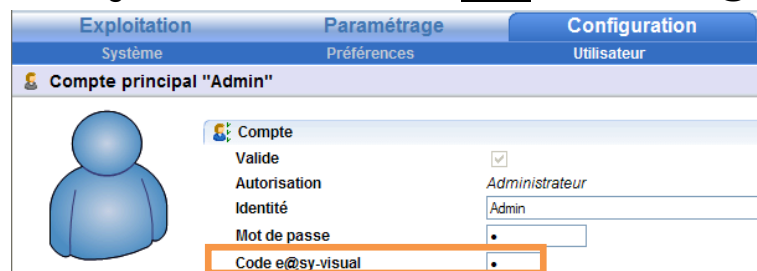 Exploitation Paramétrage Configuration
Système Préférences Utilisateur
Compte principal "Admin"
Compte
Valide
Autorisation Administrateur
Identité Admin
Mot de passe •
Code e@sy-visual •